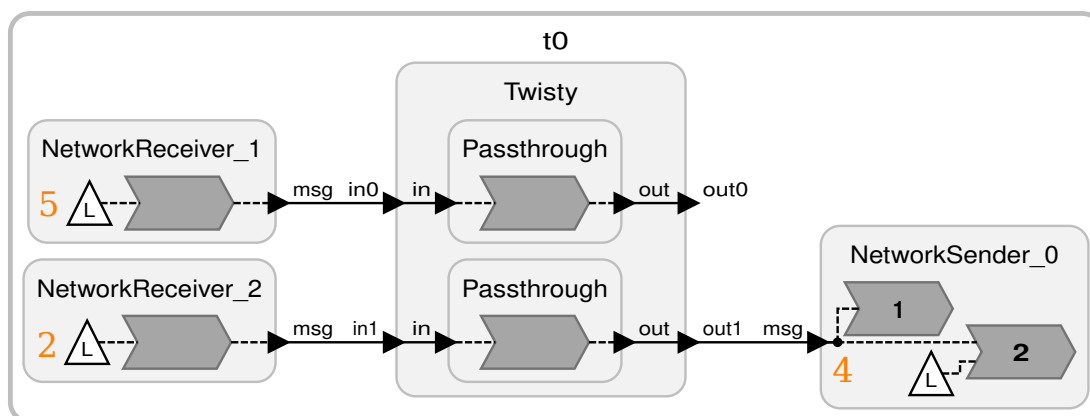 t0
Twisty
NetworkReceiver_1
Passthrough
5
L
msg
in0
in
out
out0
NetworkReceiver_2
Passthrough
2
L
msg
in1
in
out
out1
msg
NetworkSender_0
1
2
L
4